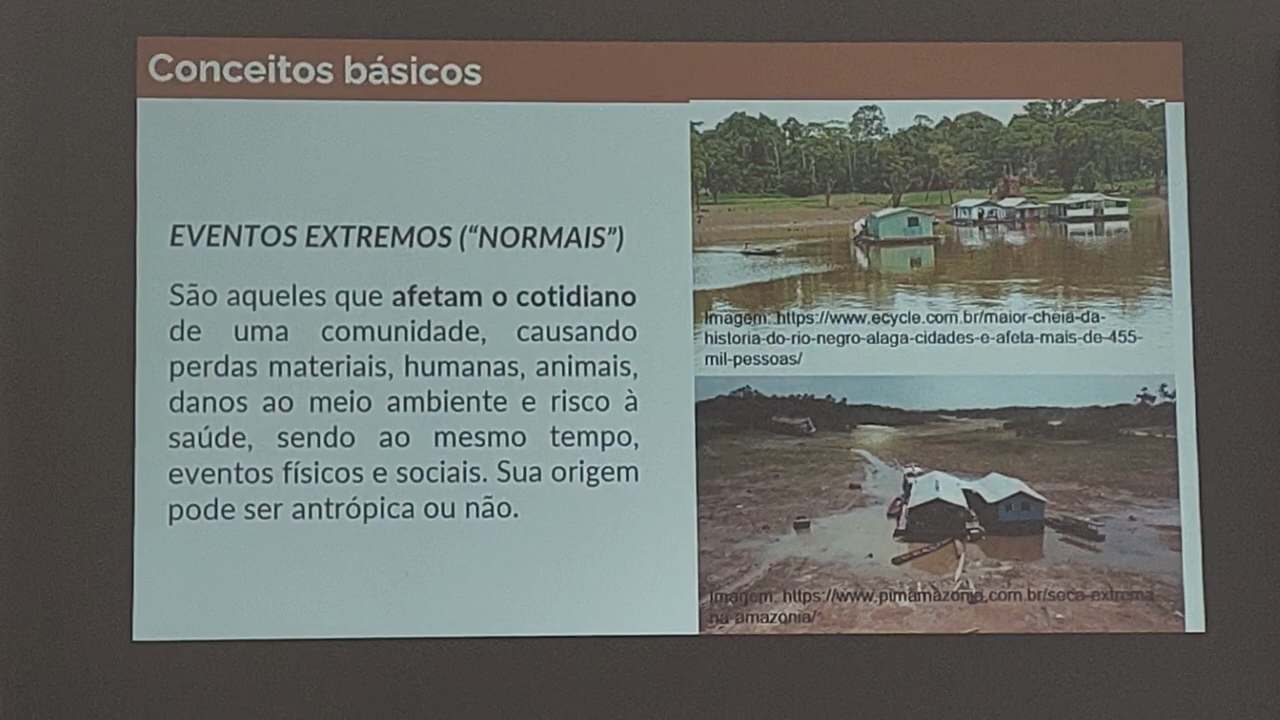 Conceitos básicos
EVENTOS EXTREMOS (“NORMAIS”)
São aqueles que afetam o cotidiano
de uma comunidade, causando
perdas materiais, humanas, animais,
danos ao meio ambiente e risco à
saúde, sendo ao mesmo tempo,
eventos físicos e sociais. Sua origem
pode ser antrópica ou não.
Imagem: https://www.ecycle.com.br/maior-cheia-da-
historia-do-rio-negro-alaga-cidades-e-afeta-mais-de-455-
mil-pessoas/
Imagem: https://www.pimamazonia.com.br/seca-extrema-
na-amazonia/